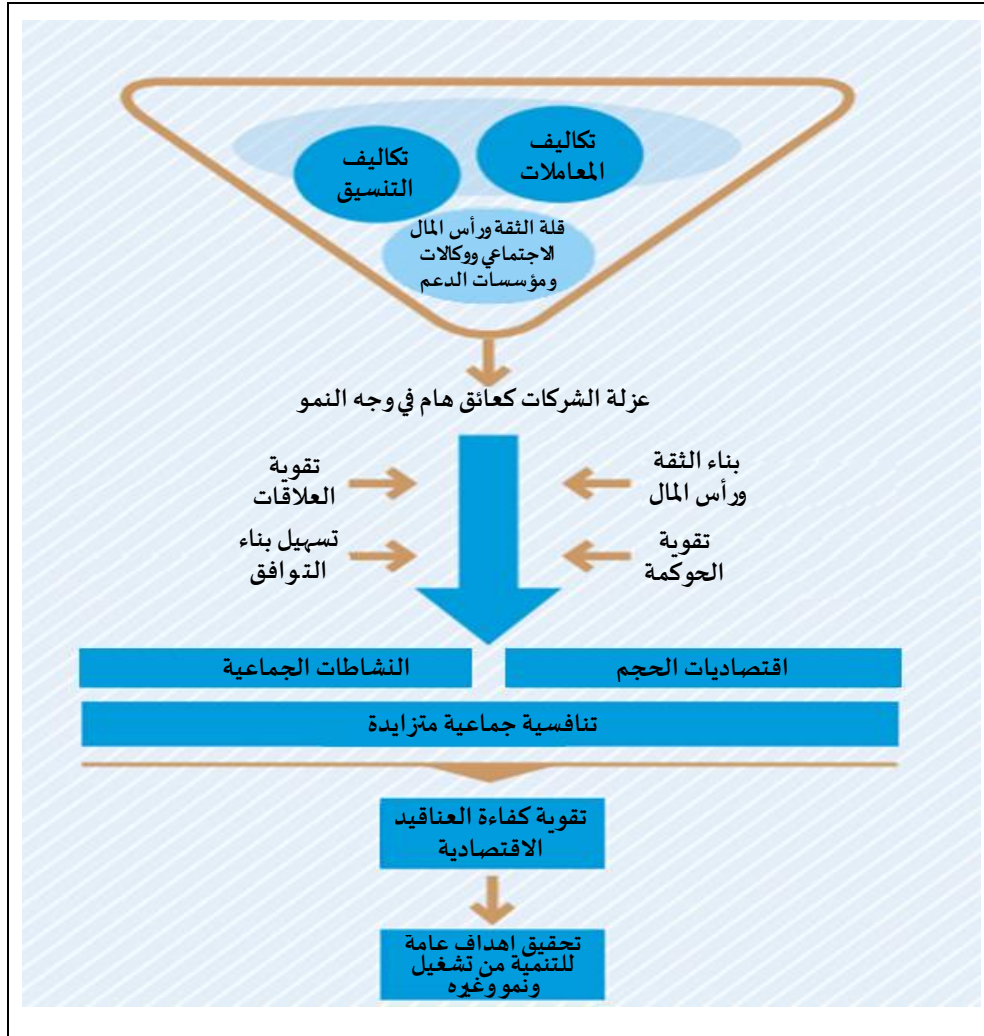 تكاليف
المعاملات
تكاليف
التنسيق
قلة الثقة ورأس المال
الاجتماعي ووكالات
ومؤسسات الدعم
عزلة الشركات كعائق هام في وجه النمو
بناء الثقة
ورأس المال
تقوية
العلاقات
تقوية
الحوكمة
تسهيل بناء
التوافق
اقتصاديات الحجم
النشاطات الجماعية
تنافسية جماعية متزايدة
تقوية كفاءة العناقيد
الاقتصادية
تحقيق اهداف عامة
للتنمية من تشغيل
ونمو وغيره